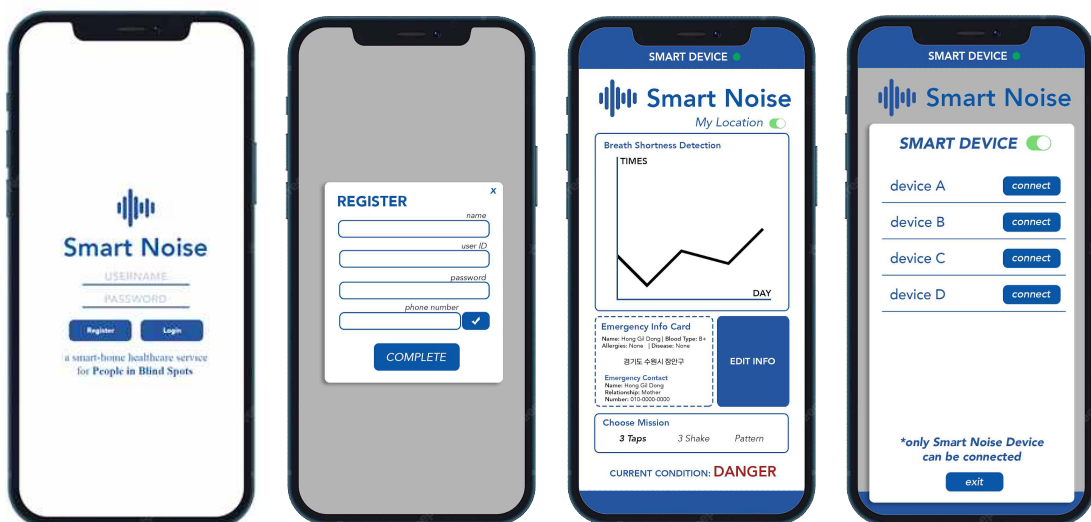 Smart Noise
USERNAME
PASSWORD
Register
Login
a smart-home healthcare service
for People in Blind Spots
x
REGISTER
name
user ID
password
phone number
COMPLETE
SMART DEVICE
Smart Noise
My Location
Breath Shortness Detection
TIMES
DAY
Emergency Info Card
Name: Hong Gil Dong | Blood Type: B+
Allergies: None | Disease: None
경기도 수원시 장안구
Emergency Contact
Name: Hong Gil Dong
Relationship: Mother
Number: 010-0000-0000
EDIT INFO
Choose Mission
3 Taps 3 Shake Pattern
CURRENT CONDITION: DANGER
SMART DEVICE
Smart Noise
SMART DEVICE
device A connect
device B connect
device C connect
device D connect
*only Smart Noise Device
can be connected
exit